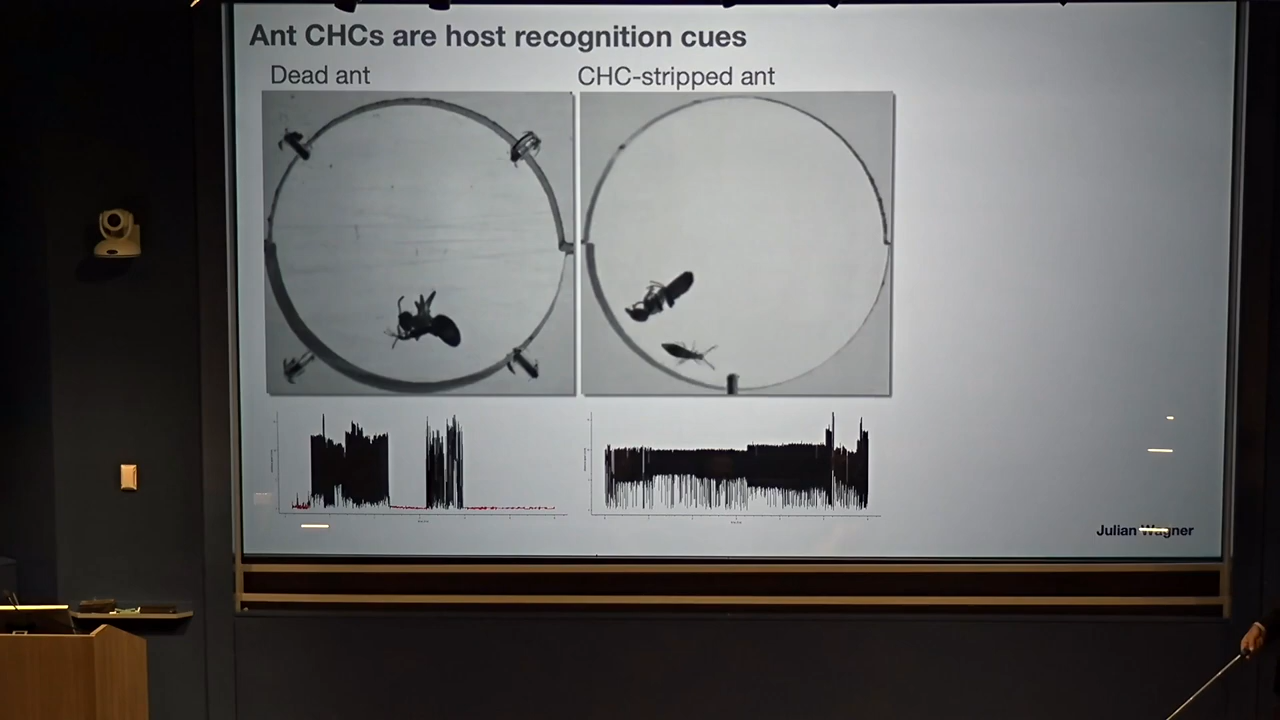 Ant CHCs are host recognition cues
Dead ant
CHC-stripped ant
Julian Wagner